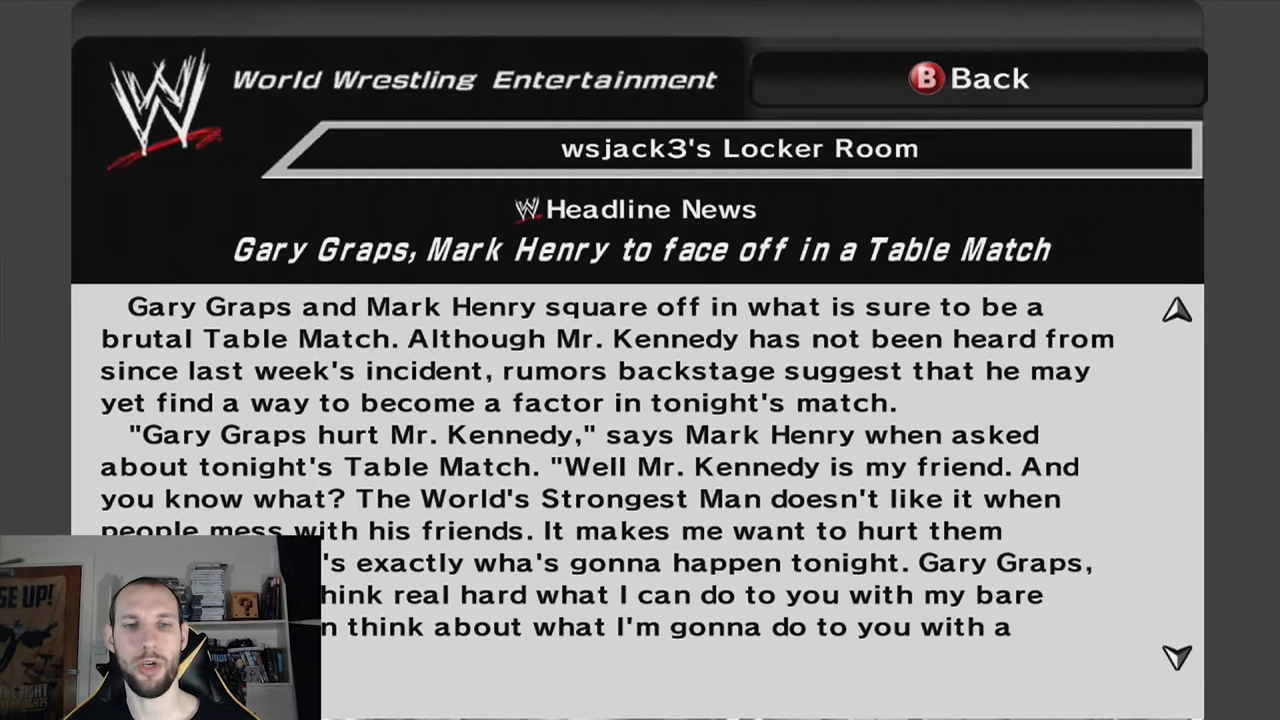 World Wrestling Entertainment
B Back
wsjack3's Locker Room
Headline News
Gary Graps, Mark Henry to face off in a Table Match
Gary Graps and Mark Henry square off in what is sure to be a
brutal Table Match. Although Mr. Kennedy has not been heard from
since last week's incident, rumors backstage suggest that he may
yet find a way to become a factor in tonight's match.
"Gary Graps hurt Mr. Kennedy," says Mark Henry when asked
about tonight's Table Match. "Well Mr. Kennedy is my friend. And
you know what? The World's Strongest Man doesn't like it when
people mess with his friends. It makes me want to hurt them
's exactly wha's gonna happen tonight. Gary Graps,
hink real hard what I can do to you with my bare
n think about what I'm gonna do to you with a
SE UP!